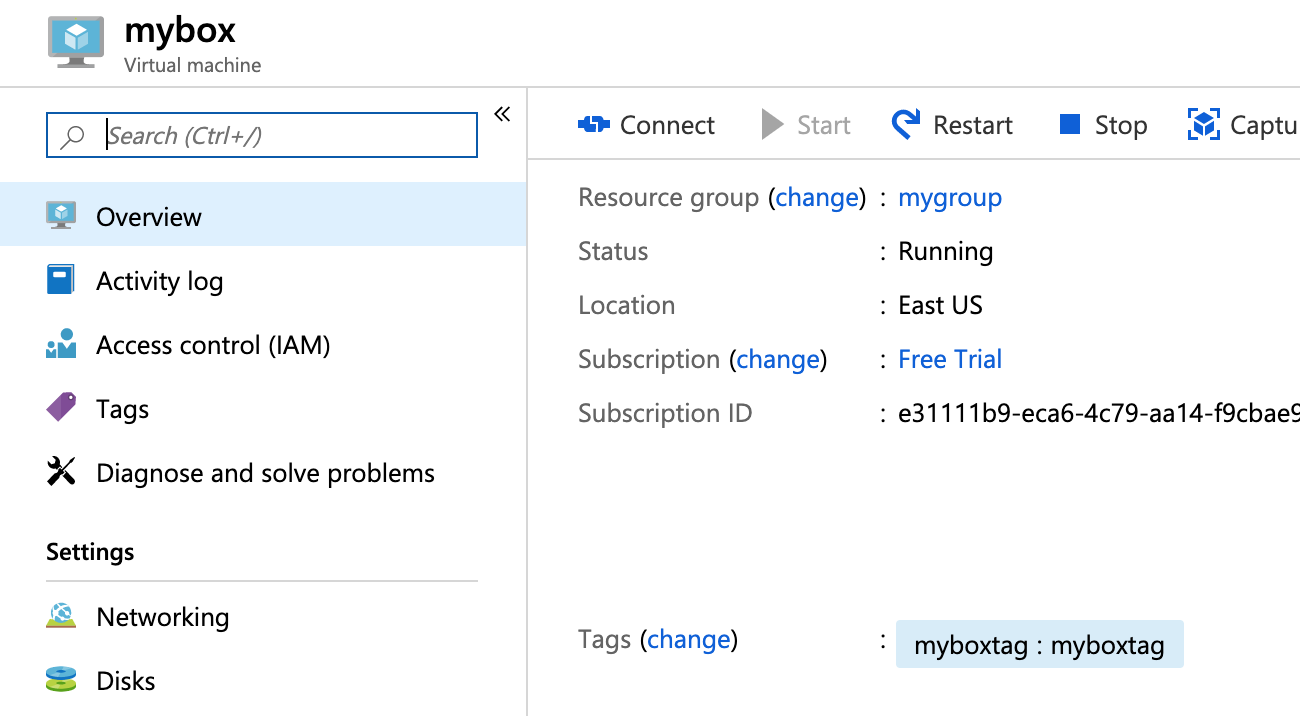 mybox
Virtual machine
Search (Ctrl+/)
«
Overview
Activity log
Access control (IAM)
Tags
Diagnose and solve problems
Settings
Networking
Disks
Connect Start Restart Stop Captu
Resource group (change) : mygroup
Status : Running
Location : East US
Subscription (change) : Free Trial
Subscription ID : e31111b9-eca6-4c79-aa14-f9cbae9
Tags (change) : myboxtag : myboxtag